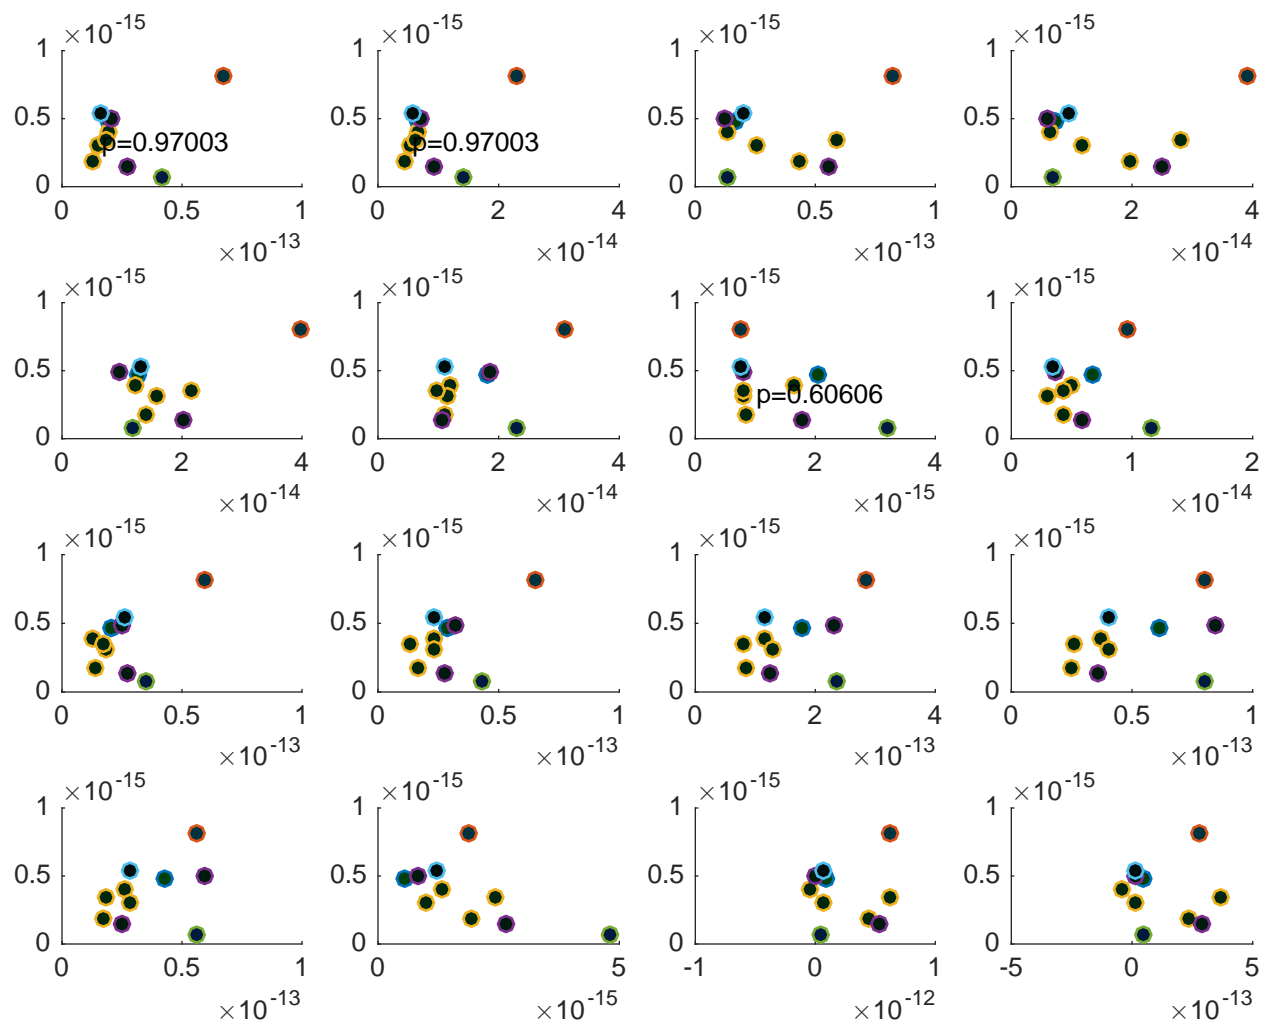 ×10-15 ×10-15 ×10-15 ×10-15
1 1 1 1
0.5 0.5 0.5 0.5
p=0.97003 p=0.97003
0 0 0 0
0 0.5 1 0 2 4 0 0.5 1 0 2 4
×10-13 ×10-14 ×10-13 ×10-14
×10-15 ×10-15 ×10-15 ×10-15
1 1 1 1
0.5 0.5 0.5 0.5
p=0.60606
0 0 0 0
0 2 4 0 2 4 0 2 4 0 1 2
×10-14 ×10-14 ×10-15 ×10-14
×10-15 ×10-15 ×10-15 ×10-15
1 1 1 1
0.5 0.5 0.5 0.5
0 0 0 0
0 0.5 1 0 0.5 1 0 2 4 0 0.5 1
×10-13 ×10-13 ×10-13 ×10-13
×10-15 ×10-15 ×10-15 ×10-15
1 1 1 1
0.5 0.5 0.5 0.5
0 0 0 0
0 0.5 1 0 5 -1 0 1 -5 0 5
×10-13 ×10-15 ×10-12 ×10-13